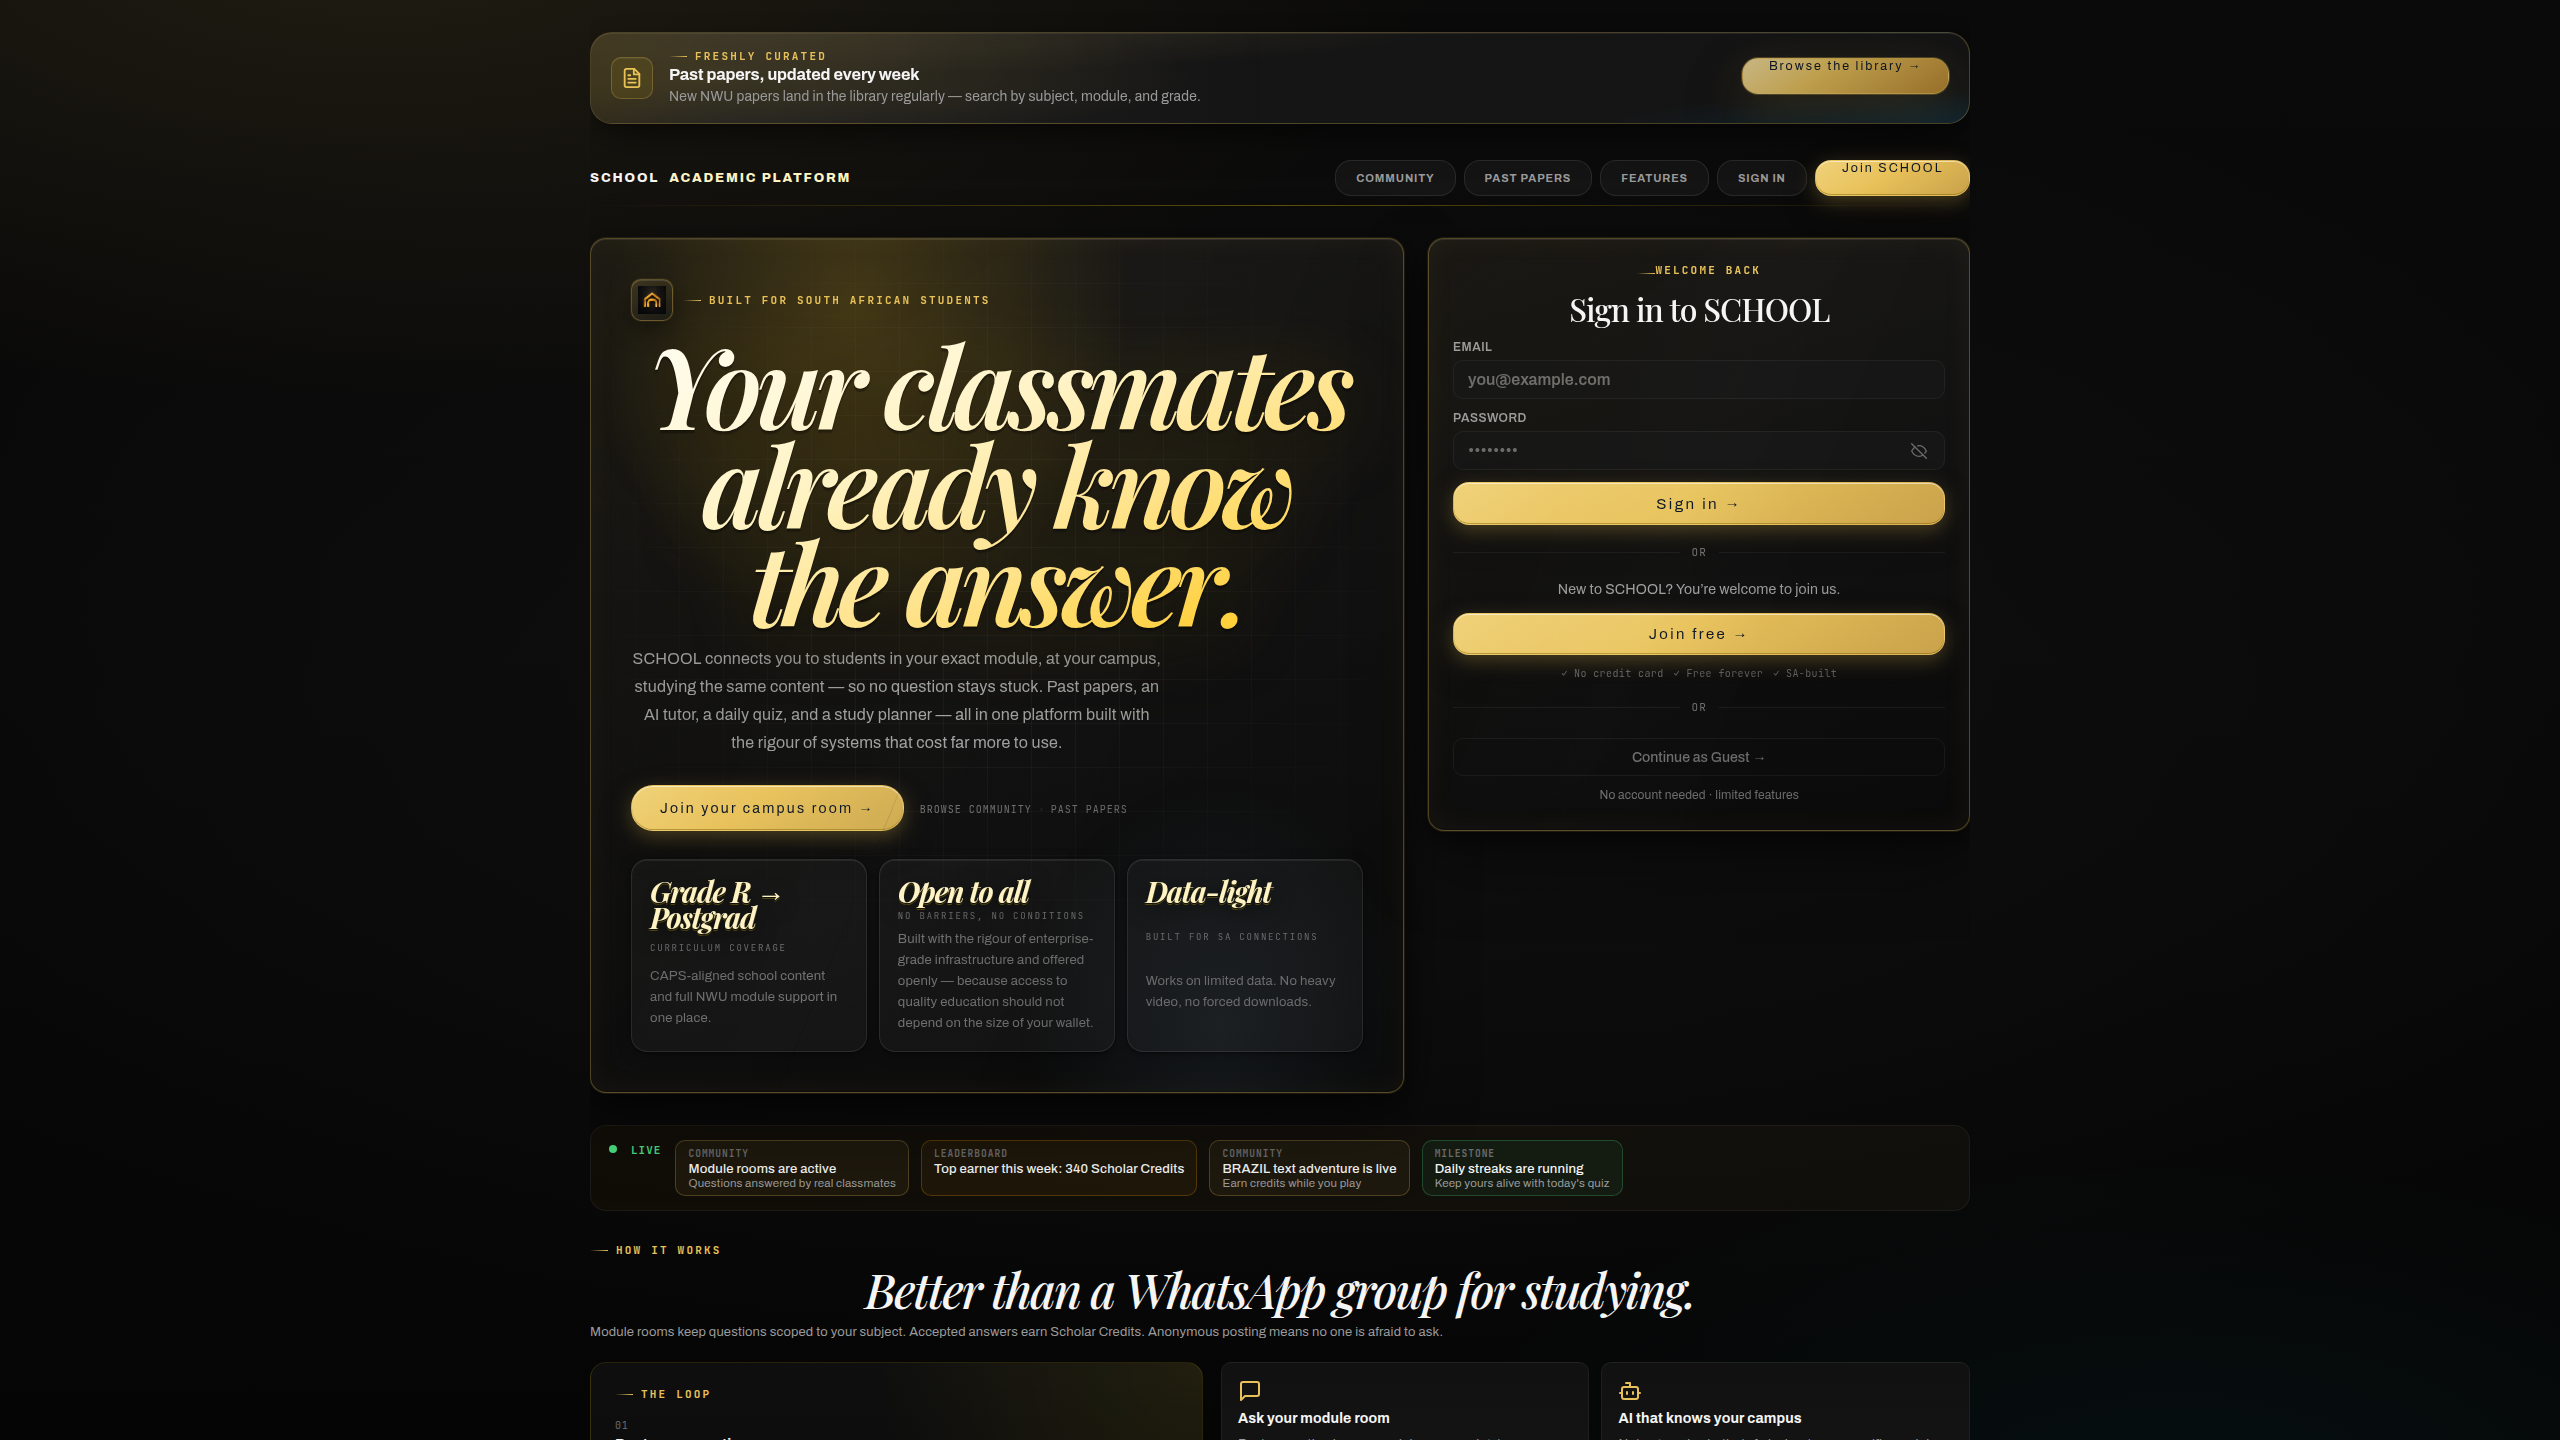 FRESHLY CURATED
Past papers, updated every week
New NWU papers land in the library regularly — search by subject, module, and grade.
Browse the library →
SCHOOL ACADEMIC PLATFORM
COMMUNITY
PAST PAPERS
FEATURES
SIGN IN
Join SCHOOL
BUILT FOR SOUTH AFRICAN STUDENTS
Your classmates
already know
the answer.
SCHOOL connects you to students in your exact module, at your campus,
studying the same content — so no question stays stuck. Past papers, an
AI tutor, a daily quiz, and a study planner — all in one platform built with
the rigour of systems that cost far more to use.
Join your campus room →
BROWSE COMMUNITY · PAST PAPERS
Grade R →
Postgrad
CURRICULUM COVERAGE
CAPS-aligned school content
and full NWU module support in
one place.
Open to all
NO BARRIERS, NO CONDITIONS
Built with the rigour of enterprise-
grade infrastructure and offered
openly — because access to
quality education should not
depend on the size of your wallet.
Data-light
BUILT FOR SA CONNECTIONS
Works on limited data. No heavy
video, no forced downloads.
WELCOME BACK
Sign in to SCHOOL
EMAIL
you@example.com
PASSWORD
••••••••
Sign in →
OR
New to SCHOOL? You're welcome to join us.
Join free →
✓ No credit card ✓ Free forever ✓ SA-built
OR
Continue as Guest →
No account needed · limited features
LIVE
COMMUNITY
Module rooms are active
Questions answered by real classmates
LEADERBOARD
Top earner this week: 340 Scholar Credits
COMMUNITY
BRAZIL text adventure is live
Earn credits while you play
MILESTONE
Daily streaks are running
Keep yours alive with today's quiz
HOW IT WORKS
Better than a WhatsApp group for studying.
Module rooms keep questions scoped to your subject. Accepted answers earn Scholar Credits. Anonymous posting means no one is afraid to ask.
THE LOOP
01
Ask your module room
AI that knows your campus